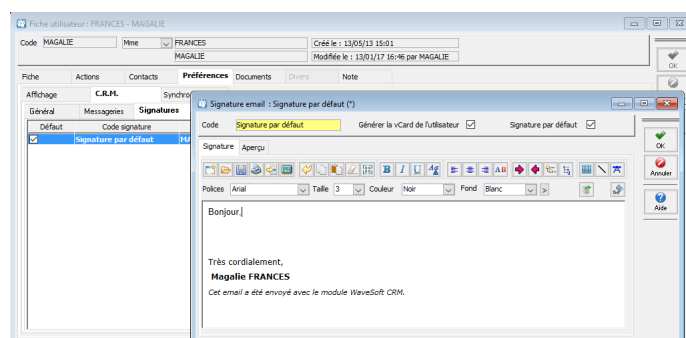 Fiche utilisateur : FRANCES - MAGALIE
Code MAGALIE Mme FRANCES Créé le : 13/05/13 15:01
MAGALIE Modifiée le : 13/01/17 16:46 par MAGALIE
OK
Fiche Actions Contacts Préférences Documents Divers Note
Affichage C.R.M. Synchro
Général Messageries Signatures
Défaut Code signature
Signature par défaut MA
Signature email : Signature par défaut (*)
Code Signature par défaut Générer la vCard de l'utilisateur Signature par défaut
OK
Annuler
Aide
Signature Aperçu
B I U
Polices Arial Taille 3 Couleur Noir Fond Blanc >
Bonjour,
Très cordialement,
Magalie FRANCES
Cet email a été envoyé avec le module WaveSoft CRM.